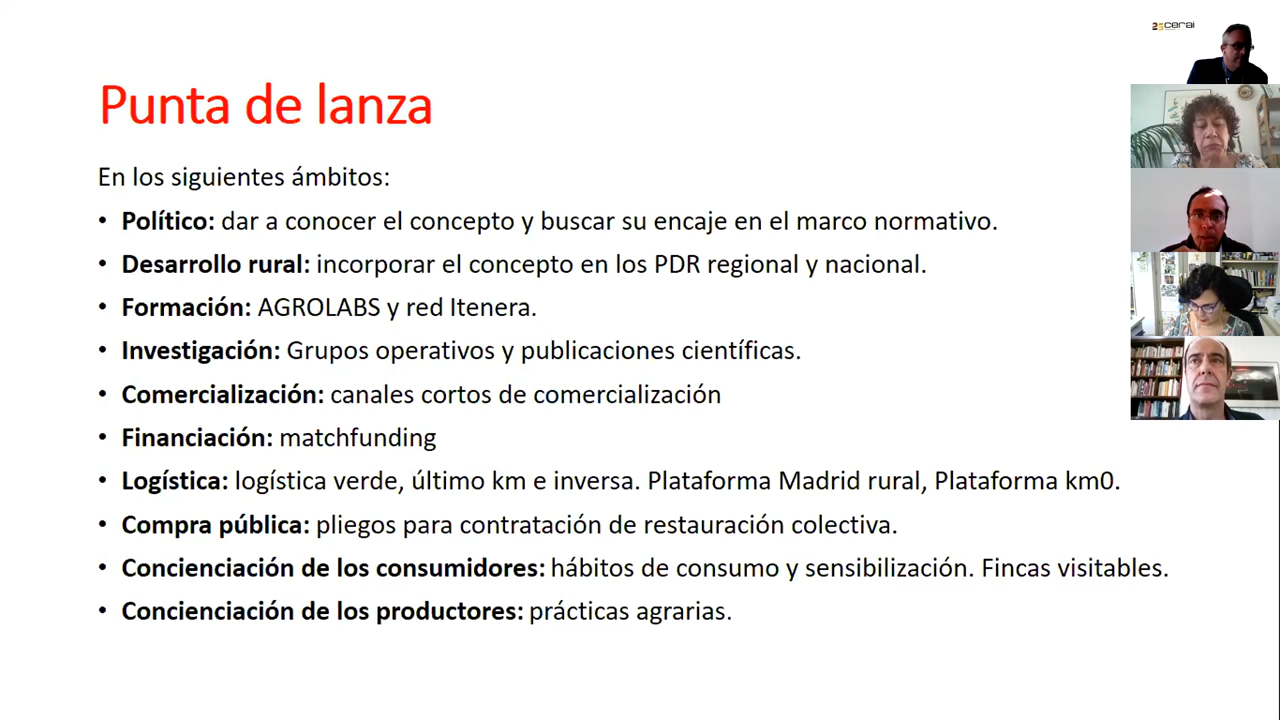 25 cerai
Punta de lanza
En los siguientes ámbitos:
• Político: dar a conocer el concepto y buscar su encaje en el marco normativo.
• Desarrollo rural: incorporar el concepto en los PDR regional y nacional.
• Formación: AGROLABS y red Itenera.
• Investigación: Grupos operativos y publicaciones científicas.
• Comercialización: canales cortos de comercialización
• Financiación: matchfunding
• Logística: logística verde, último km e inversa. Plataforma Madrid rural, Plataforma km0.
• Compra pública: pliegos para contratación de restauración colectiva.
• Concienciación de los consumidores: hábitos de consumo y sensibilización. Fincas visitables.
• Concienciación de los productores: prácticas agrarias.